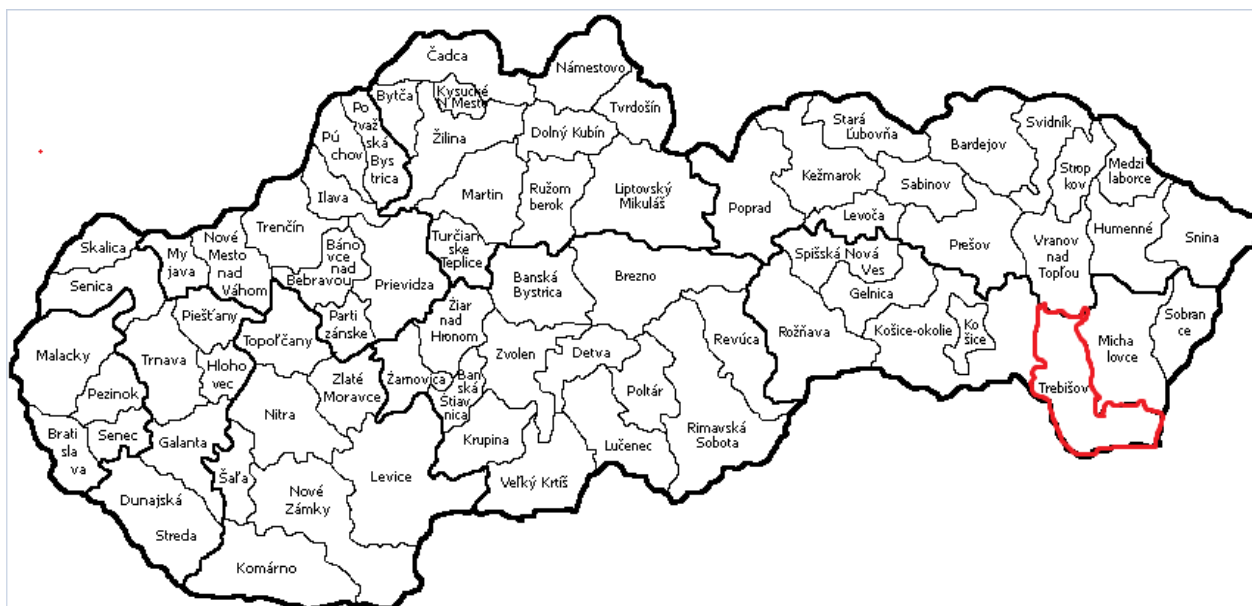 Čadca
Námestovo
Bytča
Kysucké
N Mesto
Tvrdošín
Po
važ
ská
Bys
trica
Pú
chov
Žilina
Dolný Kubín
Stará
Ľubovňa
Svidník
Bardejov
Strop
kov
Medzi
laborce
Ilava
Martin
Ružom
berok
Liptovský
Mikuláš
Kežmarok
Sabinov
Poprad
Levoča
Prešov
Vranov
nad
Topľou
Humenné
Snina
Skalica
Senica
My
java
Nové
Mesto
nad
Váhom
Trenčín
Báno
vce
nad
Bebravou
Prievidza
Turčian
ske
Teplice
Banská
Bystrica
Brezno
Spišská
Nová
Ves
Gelnica
Rožňava
Košice-okolie
Ko
šice
Trebišov
Micha
lovce
Sobran
ce
Malacky
Pezinok
Senec
Brati
sla
va
Trnava
Piešťany
Hloho
vec
Galanta
Dunajská
Streda
Topoľčany
Parti
zánske
Nitra
Zlaté
Moravce
Šaľa
Nové
Zámky
Komárno
Levice
Žiar
nad
Hronom
Žarnovica
Ban
ská
Štiav
nica
Zvolen
Detva
Krupina
Veľký Krtíš
Lučenec
Poltár
Rimavská
Sobota
Revúca